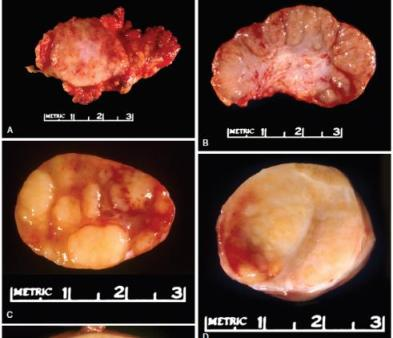 METRIC 1 2 3
A
METRIC 1 2 3
B
METRIC 1 2 3
C
METRIC 1 2 3
D